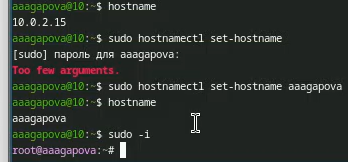 aaagapova@10:~$ hostname
10.0.2.15
aaagapova@10:~$ sudo hostnamectl set-hostname
[sudo] пароль для aaagapova:
Too few arguments.
aaagapova@10:~$ sudo hostnamectl set-hostname aaagapova
aaagapova@10:~$ hostname
aaagapova
aaagapova@10:~$ sudo -i
root@aaagapova:~#